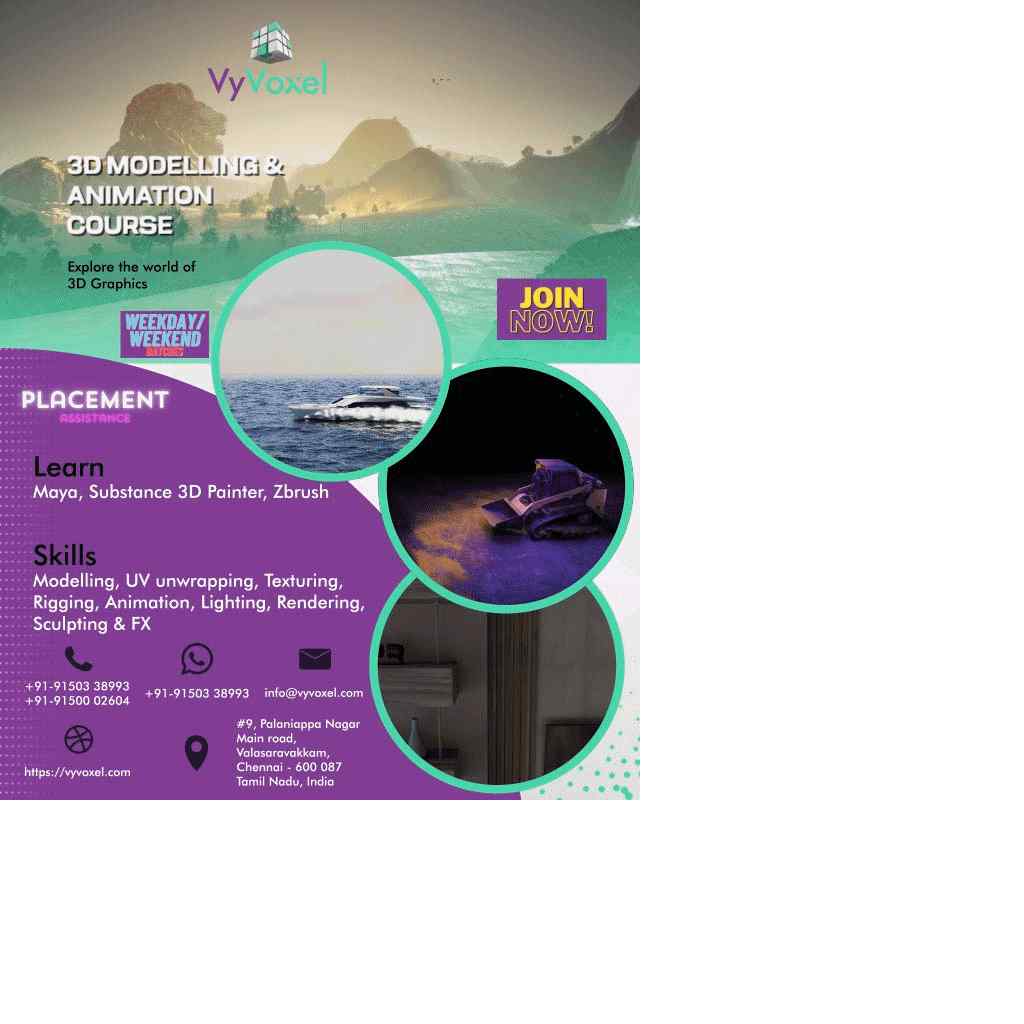 VyVoxel
3D MODELLING &
ANIMATION
COURSE
Explore the world of
3D Graphics
JOIN
NOW!
WEEKDAY/
WEEKEND
BATCHES
PLACEMENT
ASSISTANCE
Learn
Maya, Substance 3D Painter, Zbrush
Skills
Modelling, UV unwrapping, Texturing,
Rigging, Animation, Lighting, Rendering,
Sculpting & FX
+91-91503 38993
+91-91500 02604
+91-91503 38993
info@vyvoxel.com
https://vyvoxel.com
#9, Palaniappa Nagar
Main road,
Valasaravakkam,
Chennai - 600 087
Tamil Nadu, India